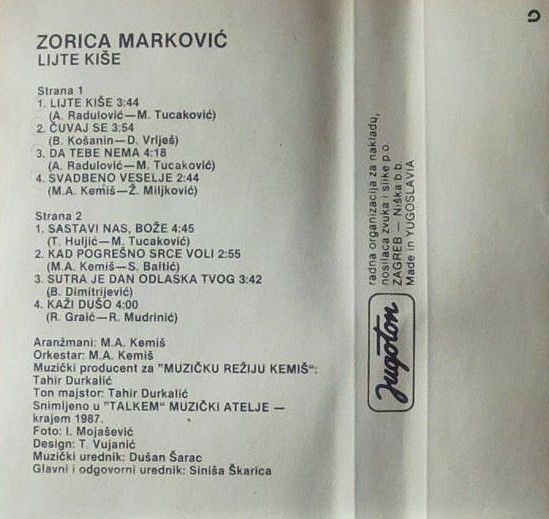 ZORICA MARKOVIĆ
LIJTE KIŠE
Strana 1
1. LIJTE KIŠE 3:44
(A. Radulović—M. Tucaković)
2. ČUVAJ SE 3:54
(B. Košanin—D. Vrlješ)
3. DA TEBE NEMA 4:18
(A. Radulović—M. Tucaković)
4. SVADBENO VESELJE 2:44
(M.A. Kemiš—Ž. Miljković)
Strana 2
1. SASTAVI NAS, BOŽE 4:45
(T. Huljić—M. Tucaković)
2. KAD POGREŠNO SRCE VOLI 2:55
(M.A. Kemiš—S. Baltić)
3. SUTRA JE DAN ODLASKA TVOG 3:42
(B. Dimitrijević)
4. KAŽI DUŠO 4:00
(R. Graić—R. Mudrinić)
Aranžmani: M.A. Kemiš
Orkestar: M.A. Kemiš
Muzički producent za "MUZIČKU REŽIJU KEMIŠ":
Tahir Durkalić
Ton majstor: Tahir Durkalić
Snimljeno u "TALKEM" MUZIČKI ATELJE —
krajem 1987.
Foto: I. Mojašević
Design: T. Vujanić
Muzički urednik: Dušan Šarac
Glavni i odgovorni urednik: Siniša Škarica
radna organizacija za nakladu,
nosilaca zvuka i slike p.o.
ZAGREB — Niška b.b.
Made in YUGOSLAVIA
Jugoton